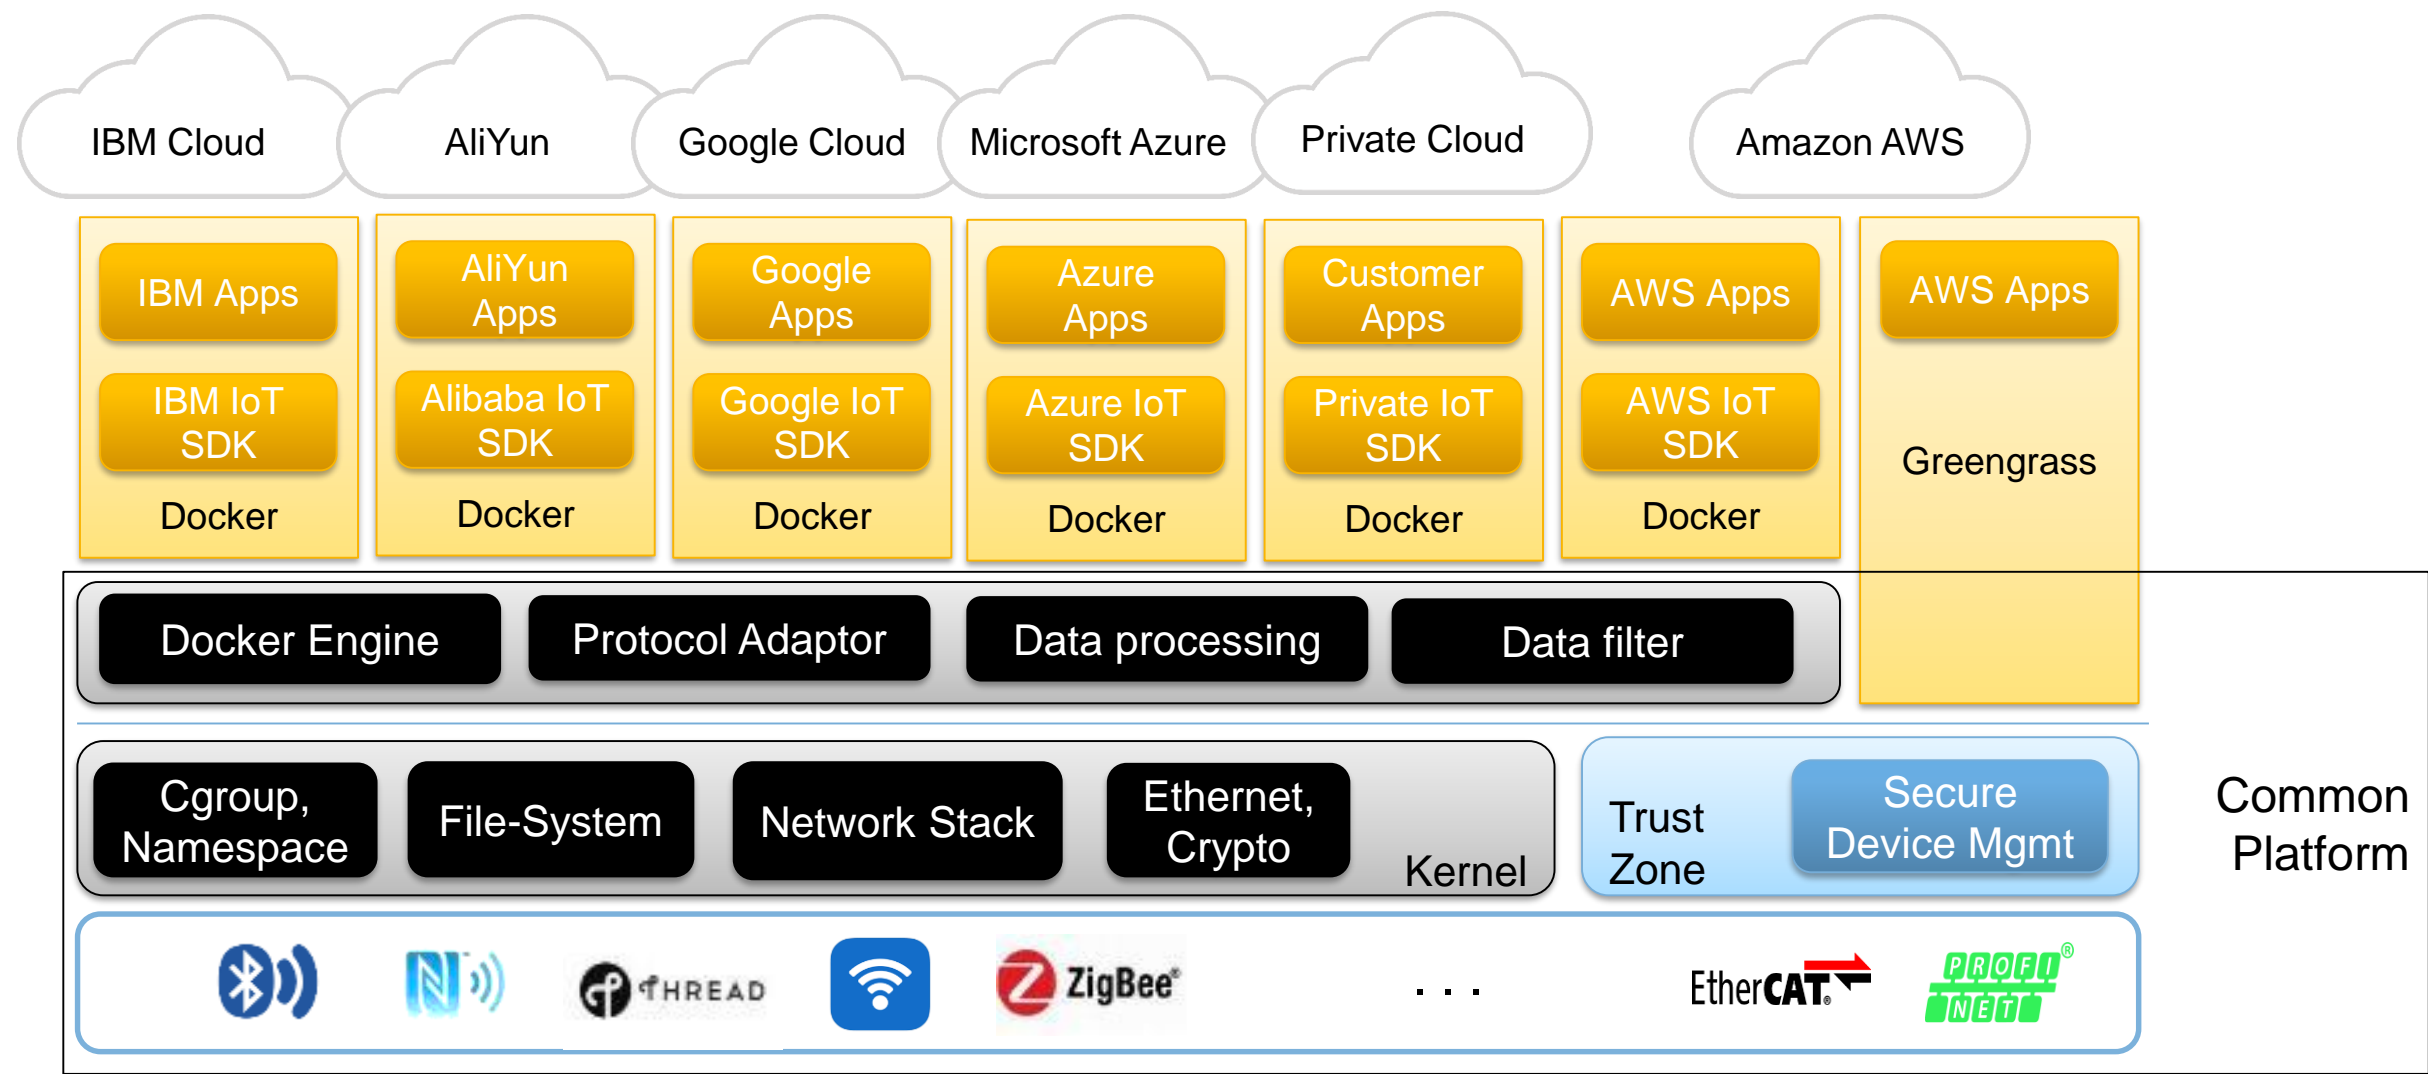 IBM Cloud
AliYun
Google Cloud
Microsoft Azure
Private Cloud
Amazon AWS
IBM Apps
AliYun
Apps
Google
Apps
Azure
Apps
Customer
Apps
AWS Apps
AWS Apps
IBM IoT
SDK
Alibaba IoT
SDK
Google IoT
SDK
Azure IoT
SDK
Private IoT
SDK
AWS IoT
SDK
Greengrass
Docker
Docker
Docker
Docker
Docker
Docker
Docker Engine
Protocol Adaptor
Data processing
Data filter
Cgroup,
Namespace
File-System
Network Stack
Ethernet,
Crypto
Kernel
Trust
Zone
Secure
Device Mgmt
Common
Platform
THREAD
ZigBee®
. . .
EtherCAT®
PROFI®
NET